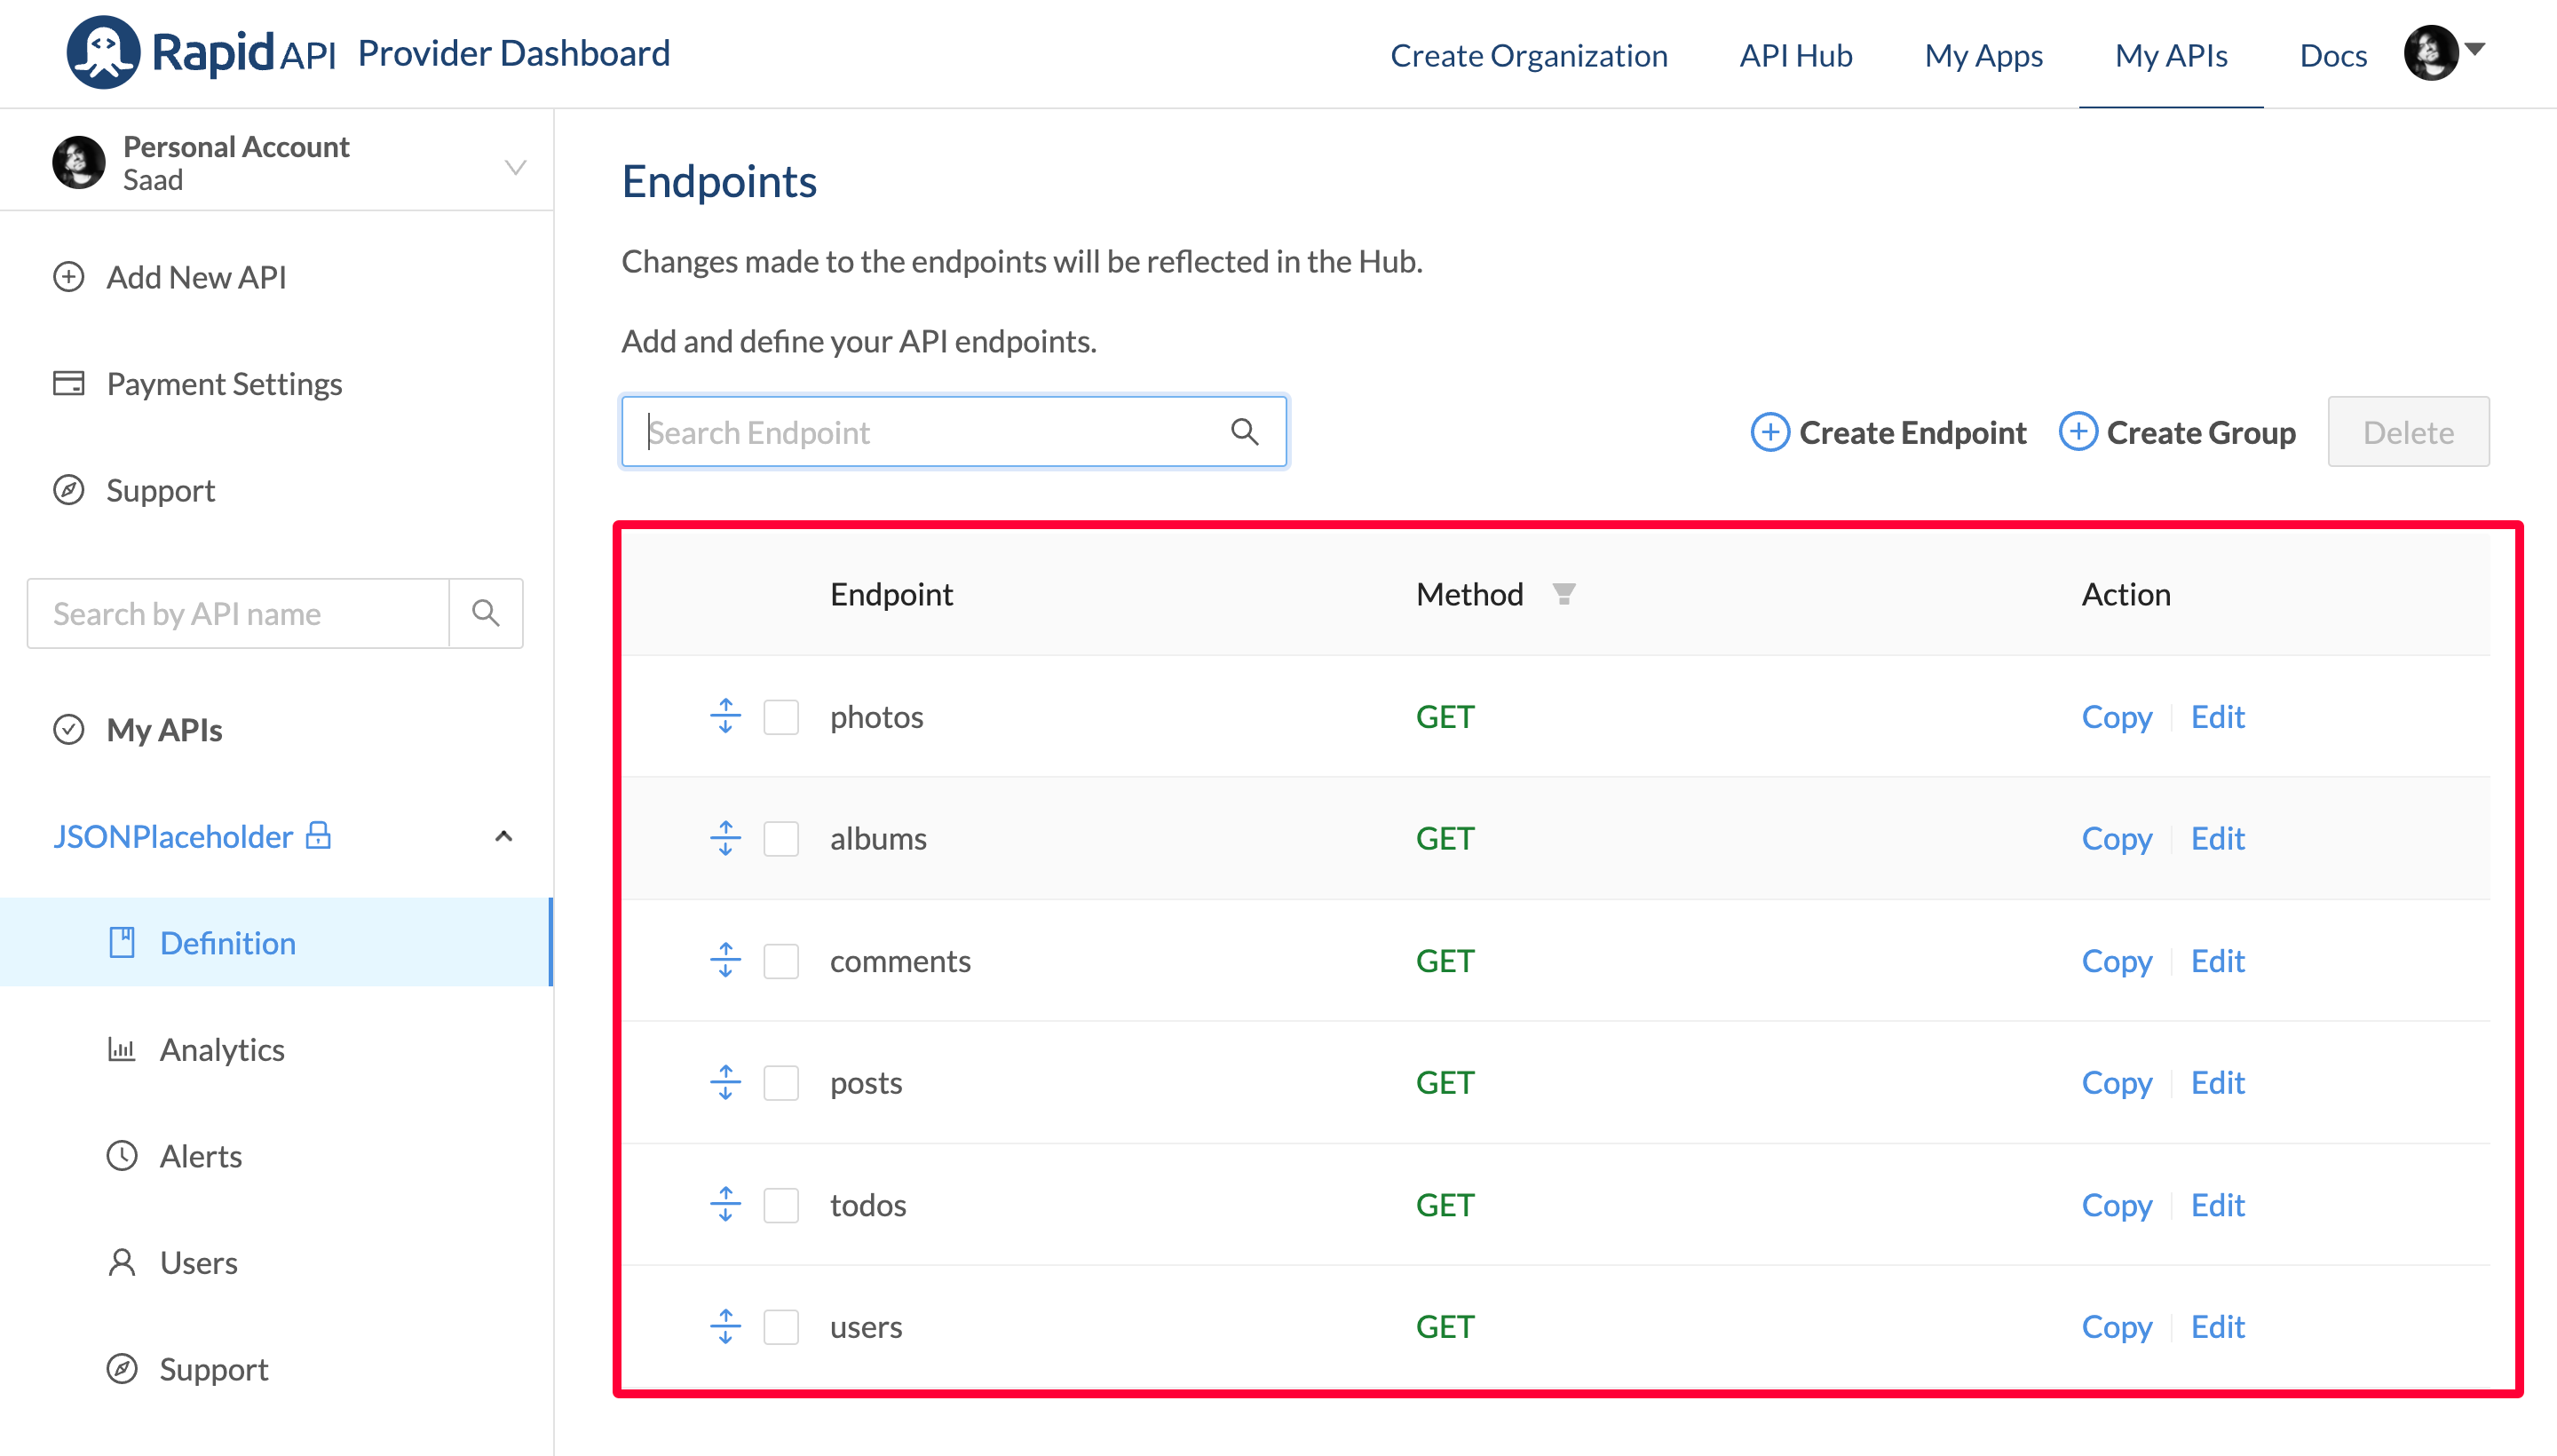 RapidAPI Provider Dashboard Create Organization API Hub My Apps My APIs Docs
Personal Account
Saad
Add New API
Payment Settings
Support
Search by API name
My APIs
JSONPlaceholder
Definition
Analytics
Alerts
Users
Support
Endpoints
Changes made to the endpoints will be reflected in the Hub.
Add and define your API endpoints.
Search Endpoint Create Endpoint Create Group Delete
Endpoint Method Action
photos GET Copy Edit
albums GET Copy Edit
comments GET Copy Edit
posts GET Copy Edit
todos GET Copy Edit
users GET Copy Edit